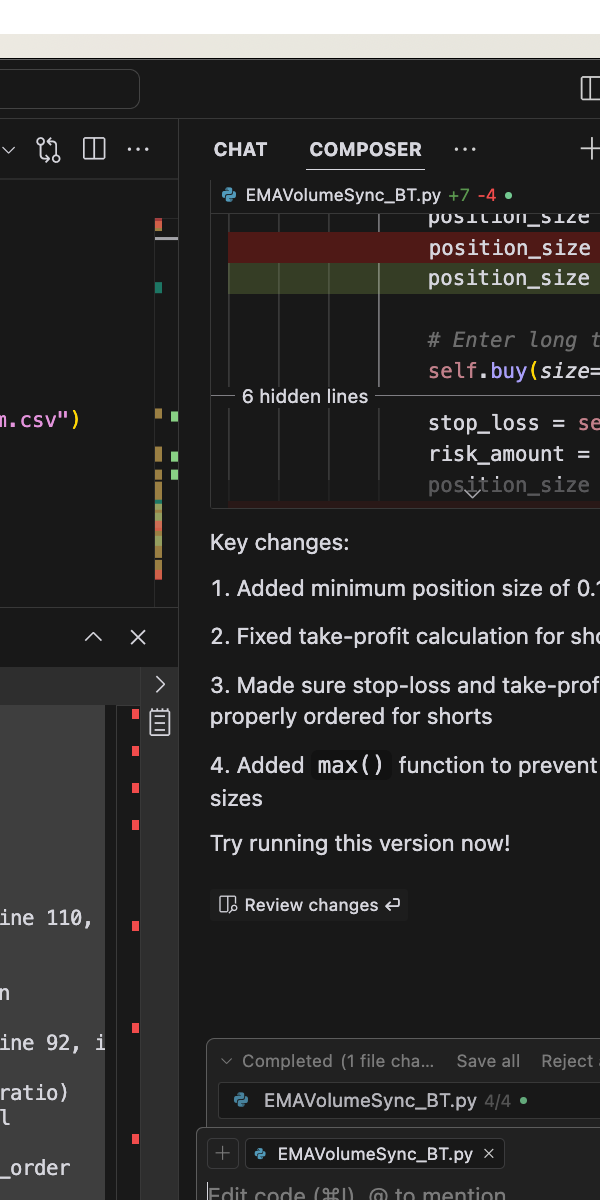 CHAT COMPOSER
EMAVolumeSync_BT.py +7 -4
position_size
position_size
position_size
# Enter long
self.buy(size=
6 hidden lines
m.csv")
stop_loss = se
risk_amount =
position_size
Key changes:
1. Added minimum position size of 0.1
2. Fixed take-profit calculation for sho
3. Made sure stop-loss and take-prof
properly ordered for shorts
4. Added max() function to prevent
sizes
Try running this version now!
Review changes
ine 110,
n
ine 92, i
ratio)
l
_order
Completed (1 file cha... Save all Reject
EMAVolumeSync_BT.py 4/4
EMAVolumeSync_BT.py
Edit code (⌘I), @ to mention